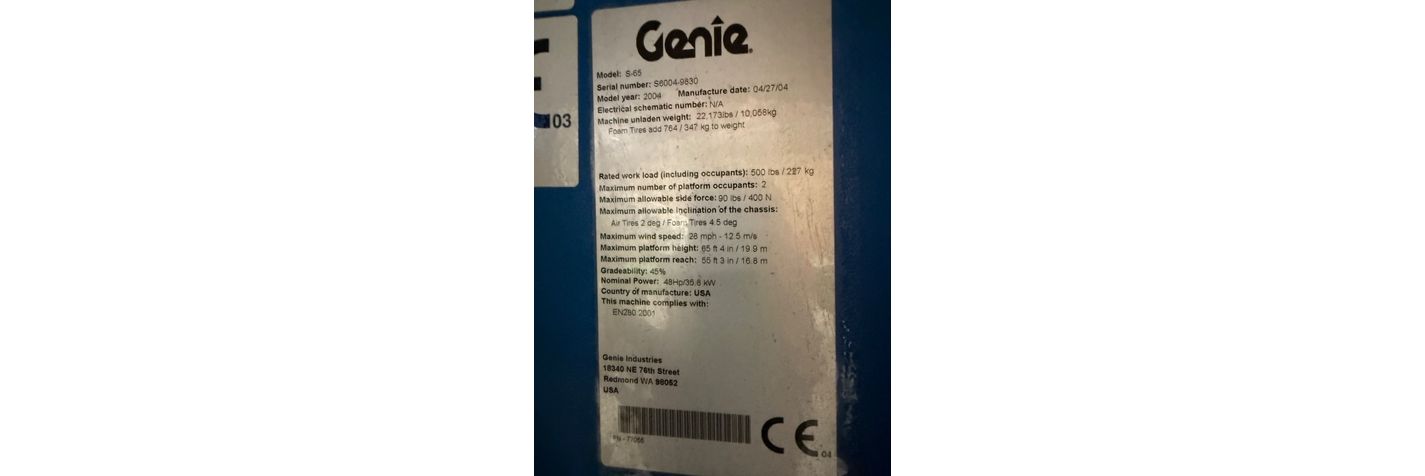 Genie
Model: S-65
Serial number: S6004-9830
Model year: 2004 Manufacture date: 04/27/04
Electrical schematic number: N/A
Machine unladen weight: 22,173lbs / 10,058kg
Foam Tires add 764 / 347 kg to weight
03
Rated work load (including occupants): 500 lbs / 227 kg
Maximum number of platform occupants: 2
Maximum allowable side force: 90 lbs / 400 N
Maximum allowable inclination of the chassis:
Air Tires 2 deg / Foam Tires 4.5 deg
Maximum wind speed: 28 mph - 12.5 m/s
Maximum platform height: 65 ft 4 in / 19.9 m
Maximum platform reach: 55 ft 3 in / 16.8 m
Gradeability: 45%
Nominal Power: 48Hp/35.8 kW
Country of manufacture: USA
This machine complies with:
EN280 2001
Genie Industries
18340 NE 76th Street
Redmond WA 98052
USA
PN - 77055
CE 04